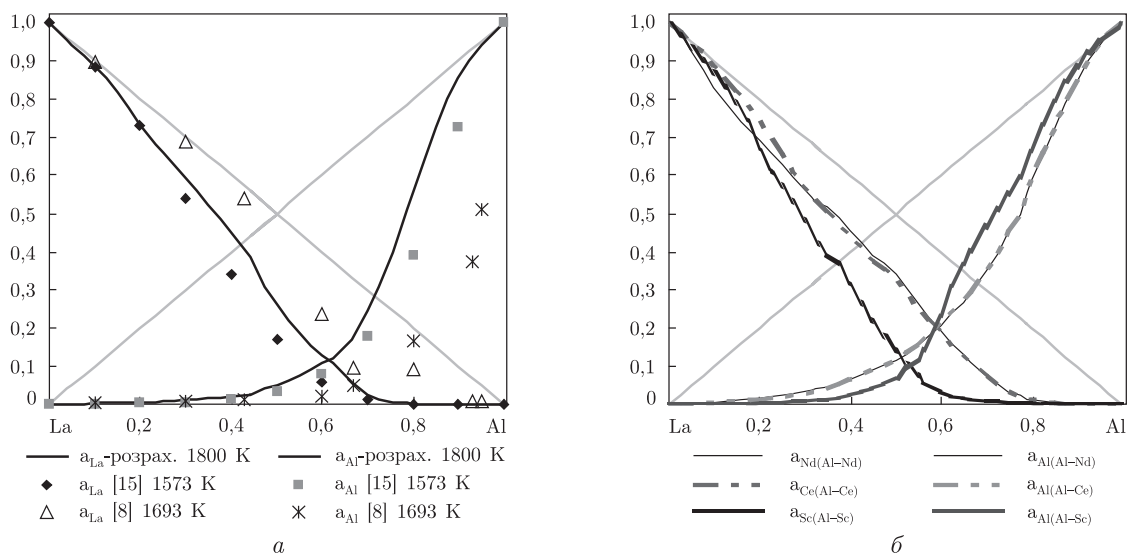 1,0
0,9
0,8
0,7
0,6
0,5
0,4
0,3
0,2
0,1
0
La 0,2 0,4 0,6 0,8 Al
a_La-розрах. 1800 K a_Al-розрах. 1800 K
a_La [15] 1573 K a_Al [15] 1573 K
a_La [8] 1693 K a_Al [8] 1693 K
а
1,0
0,9
0,8
0,7
0,6
0,5
0,4
0,3
0,2
0,1
0
La 0,2 0,4 0,6 0,8 Al
a_Nd(Al–Nd) a_Al(Al–Nd)
a_Ce(Al–Ce) a_Al(Al–Ce)
a_Sc(Al–Sc) a_Al(Al–Sc)
б